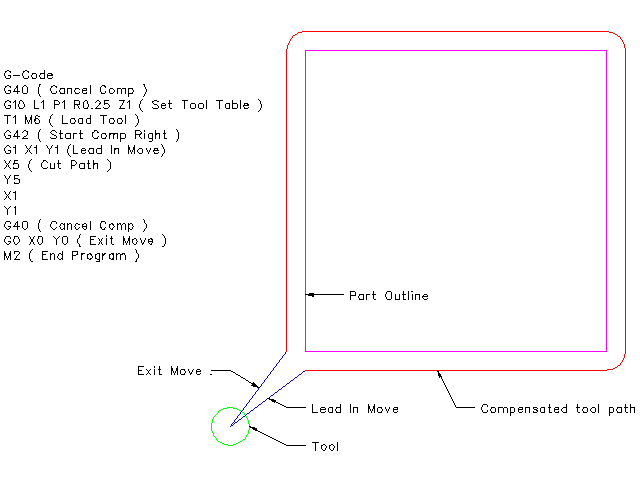 G-Code
G40 ( Cancel Comp )
G10 L1 P1 R0.25 Z1 ( Set Tool Table )
T1 M6 ( Load Tool )
G42 ( Start Comp Right )
G1 X1 Y1 (Lead In Move)
X5 ( Cut Path )
Y5
X1
Y1
G40 ( Cancel Comp )
G0 X0 Y0 ( Exit Move )
M2 ( End Program )
Part Outline
Exit Move
Lead In Move
Compensated tool path
Tool